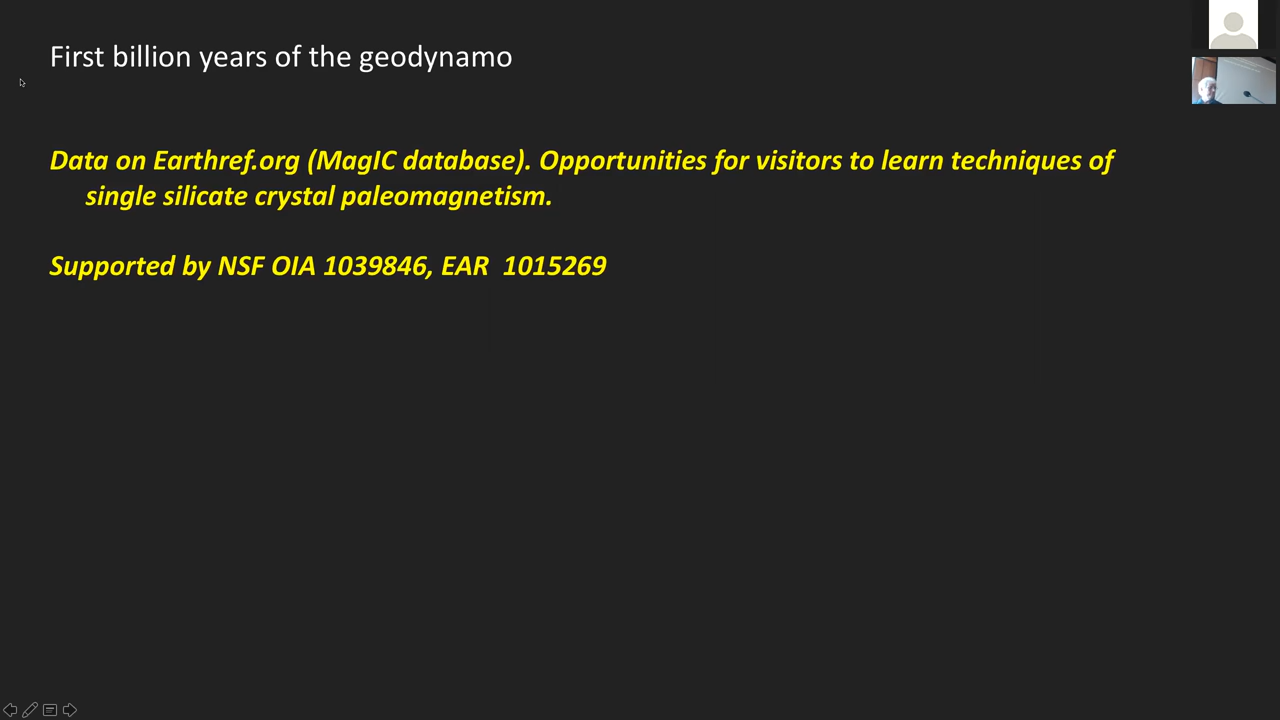 First billion years of the geodynamo
Data on Earthref.org (MagIC database). Opportunities for visitors to learn techniques of
single silicate crystal paleomagnetism.
Supported by NSF OIA 1039846, EAR  1015269